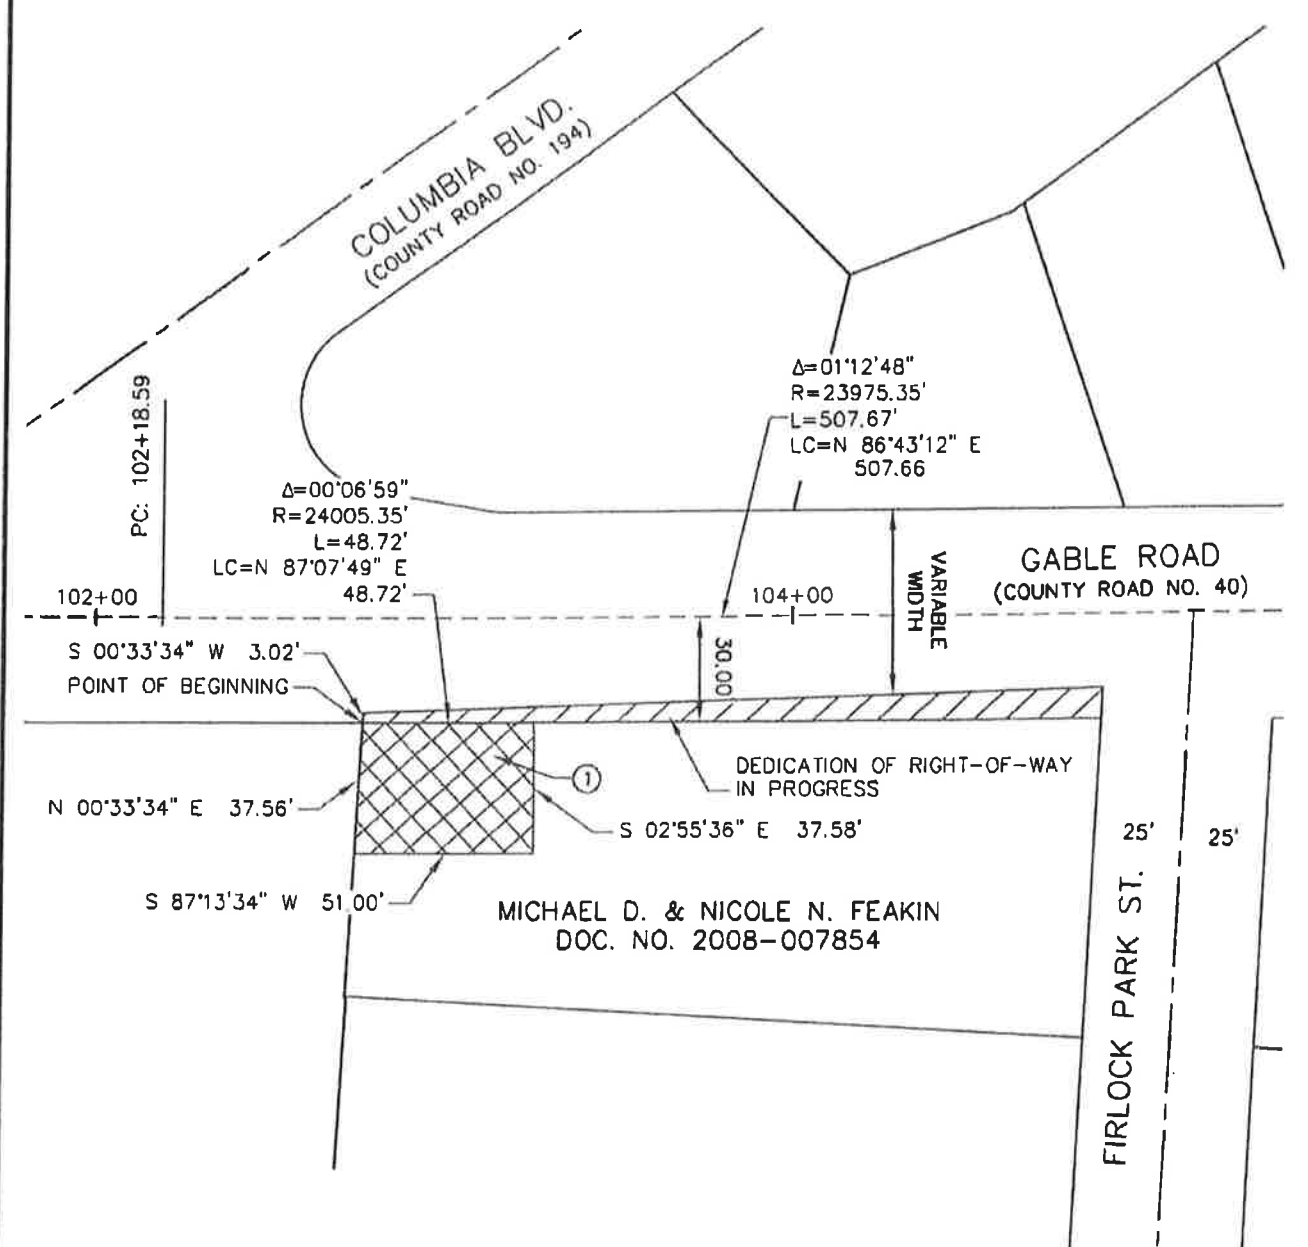 COLUMBIA BLVD.
(COUNTY ROAD NO. 194)
PC: 102+18.59
Δ=01°12'48"
R=23975.35'
L=507.67'
LC=N 86°43'12" E
507.66
Δ=00°06'59"
R=24005.35'
L=48.72'
LC=N 87°07'49" E
48.72'
GABLE ROAD
(COUNTY ROAD NO. 40)
VARIABLE
WIDTH
102+00
104+00
30.00
S 00°33'34" W 3.02'
POINT OF BEGINNING
1
DEDICATION OF RIGHT-OF-WAY
IN PROGRESS
N 00°33'34" E 37.56'
S 02°55'36" E 37.58'
25'
25'
S 87°13'34" W 51.00'
MICHAEL D. & NICOLE N. FEAKIN
DOC. NO. 2008-007854
FIRLOCK PARK ST.